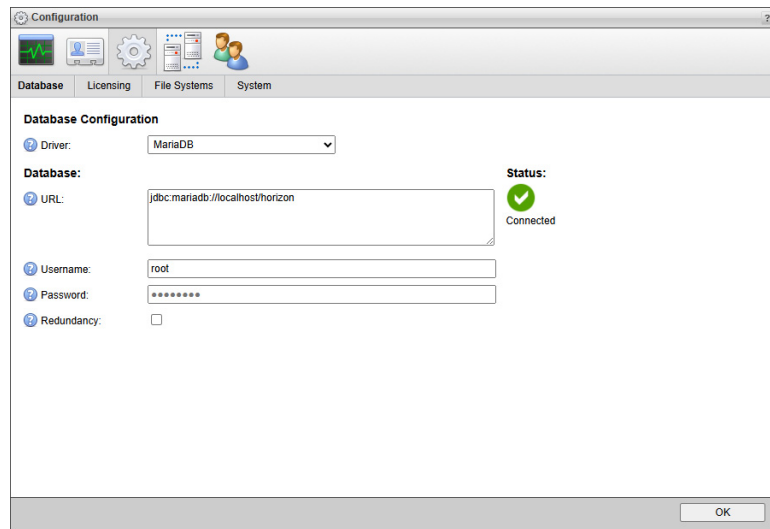 Configuration
?
Database Licensing File Systems System
Database Configuration
? Driver: MariaDB
Database: Status:
? URL: jdbc:mariadb://localhost/horizon
Connected
? Username: root
? Password: ••••••••
? Redundancy:
OK